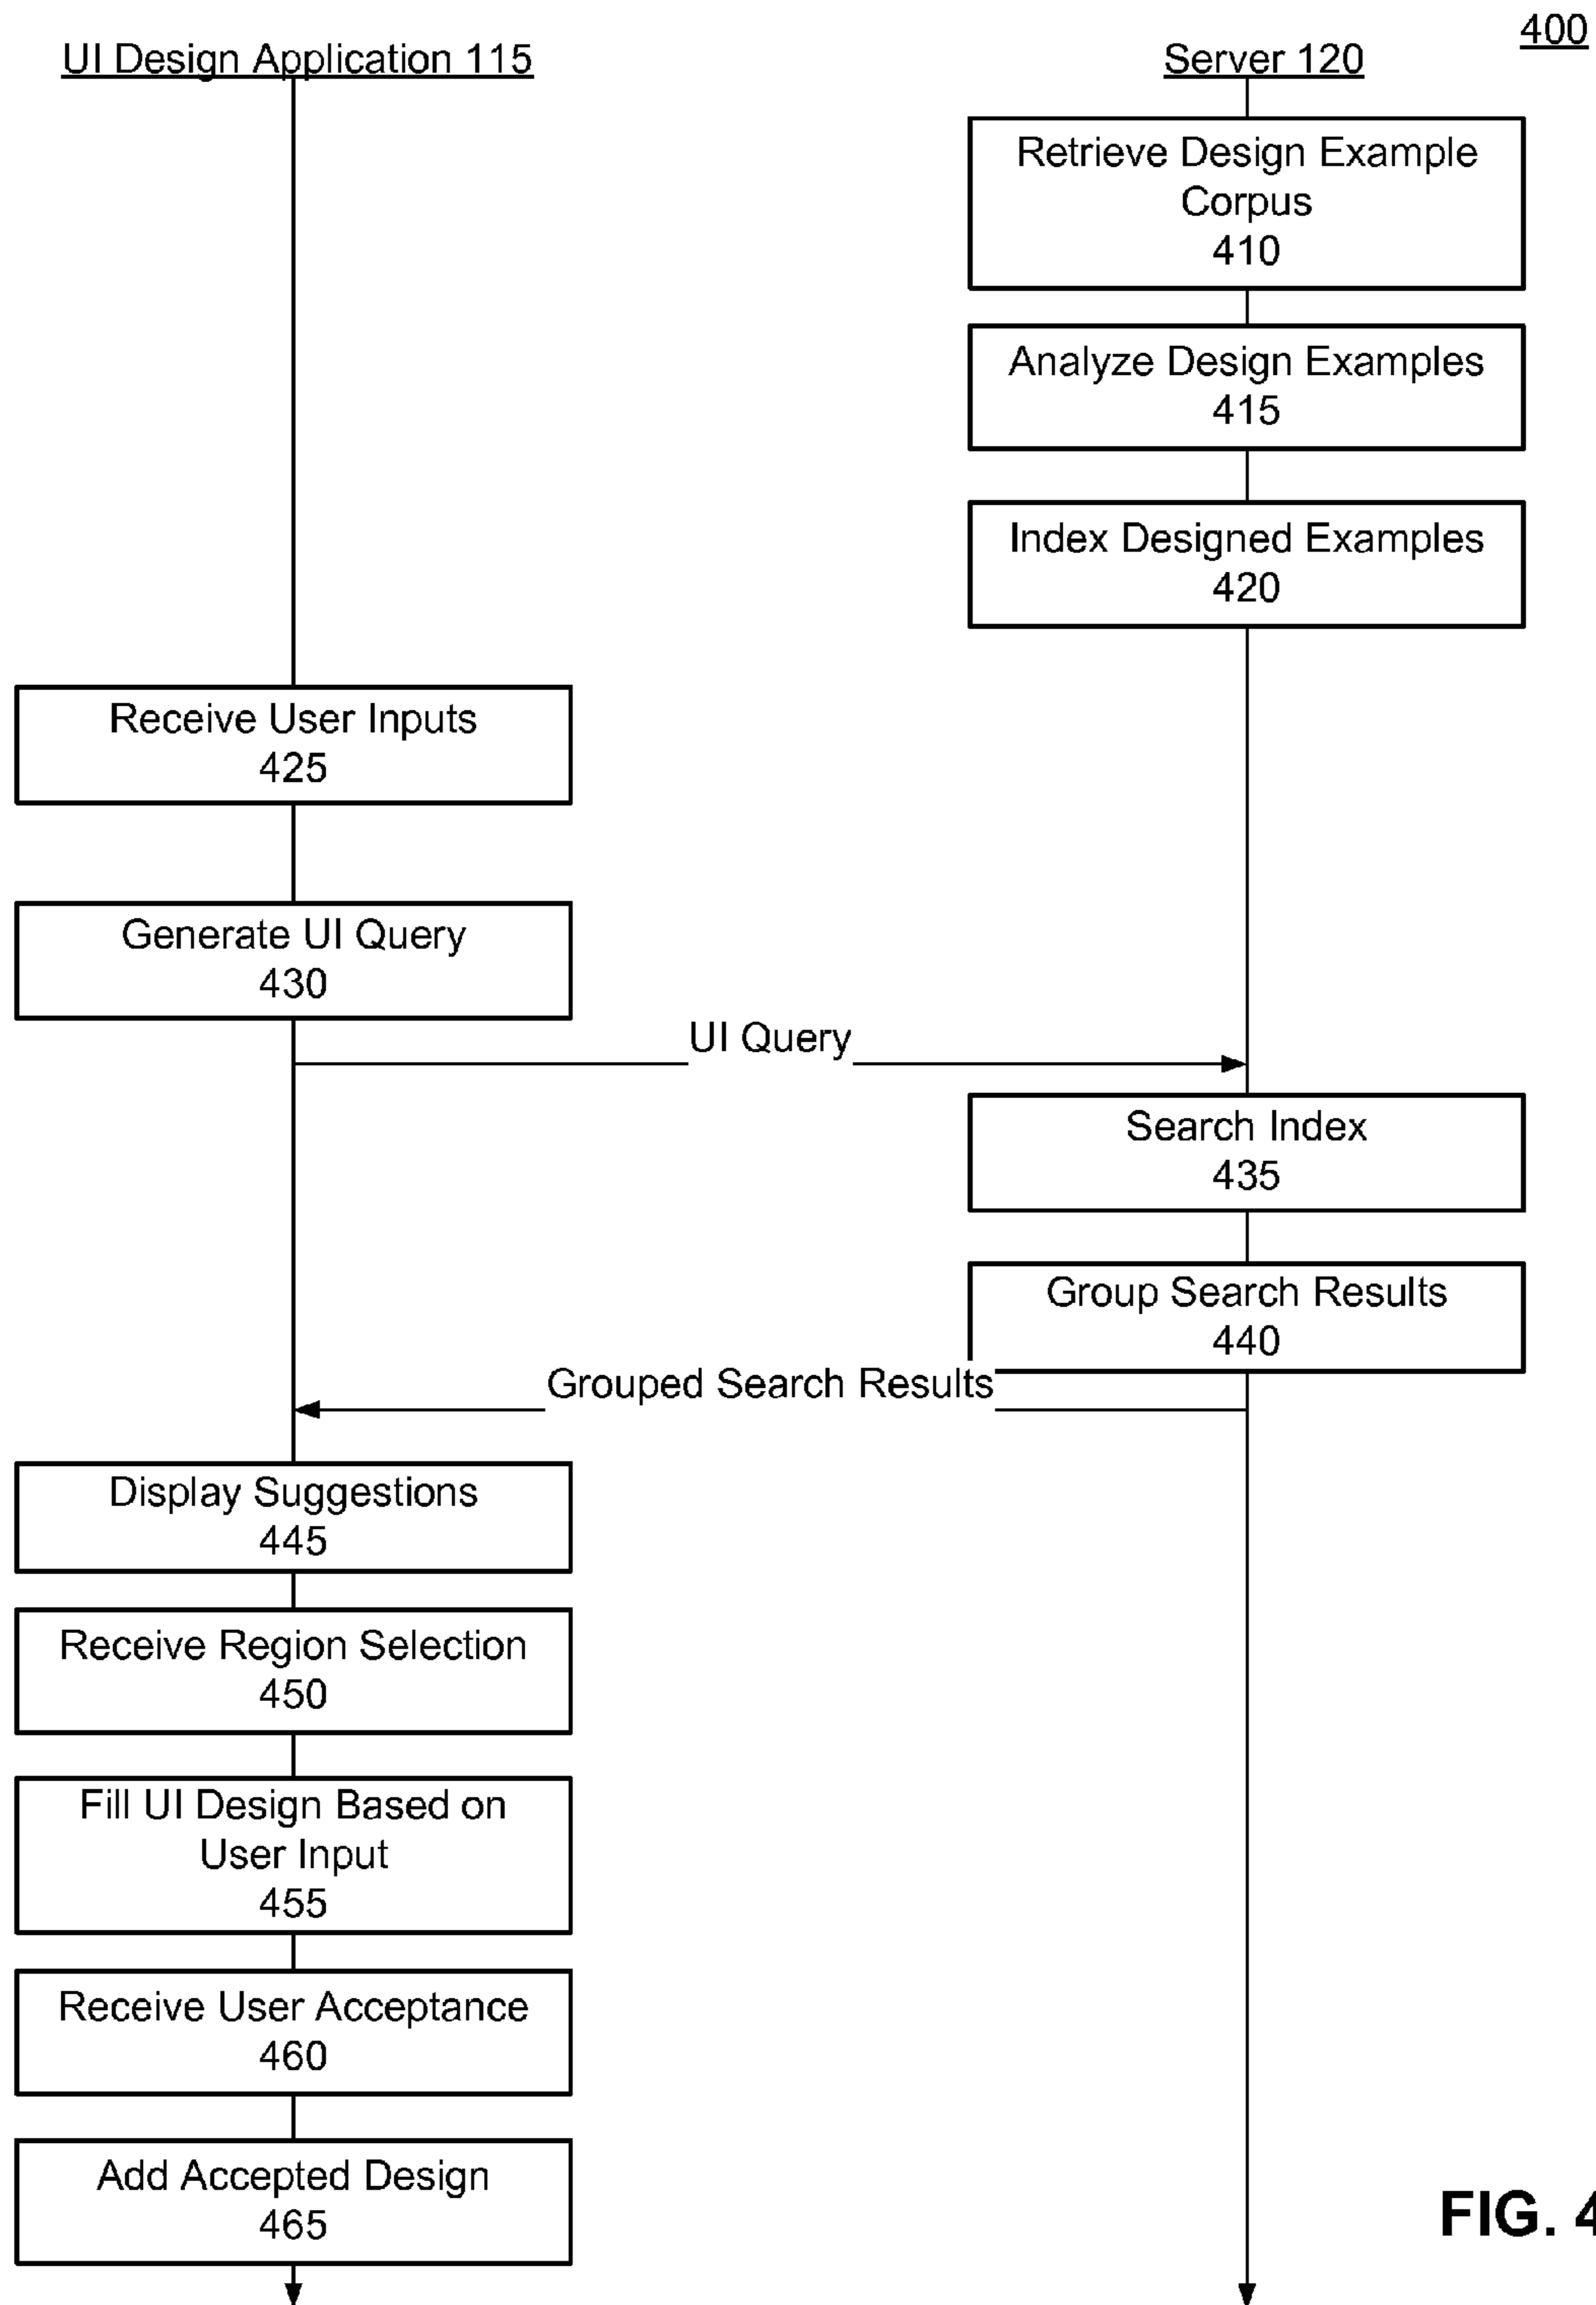 400
UI Design Application 115
Server 120
Retrieve Design Example
Corpus
410
Analyze Design Examples
415
Index Designed Examples
420
Receive User Inputs
425
Generate UI Query
430
UI Query
Search Index
435
Group Search Results
440
Grouped Search Results
Display Suggestions
445
Receive Region Selection
450
Fill UI Design Based on
User Input
455
Receive User Acceptance
460
Add Accepted Design
465
FIG. 4